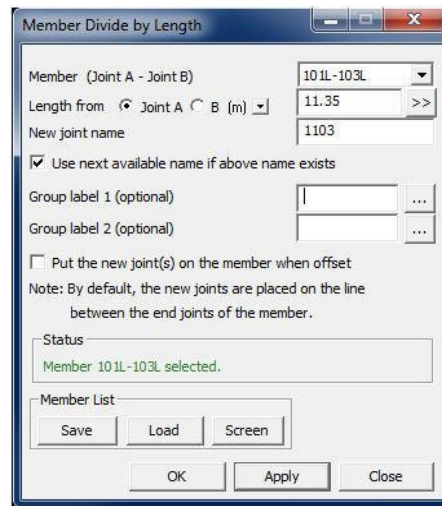 Member Divide by Length
Member (Joint A - Joint B) 101L-103L
Length from Joint A B (m) 11.35 >>
New joint name 1103
Use next available name if above name exists
Group label 1 (optional) ...
Group label 2 (optional) ...
Put the new joint(s) on the member when offset
Note: By default, the new joints are placed on the line
between the end joints of the member.
Status
Member 101L-103L selected.
Member List
Save Load Screen
OK Apply Close